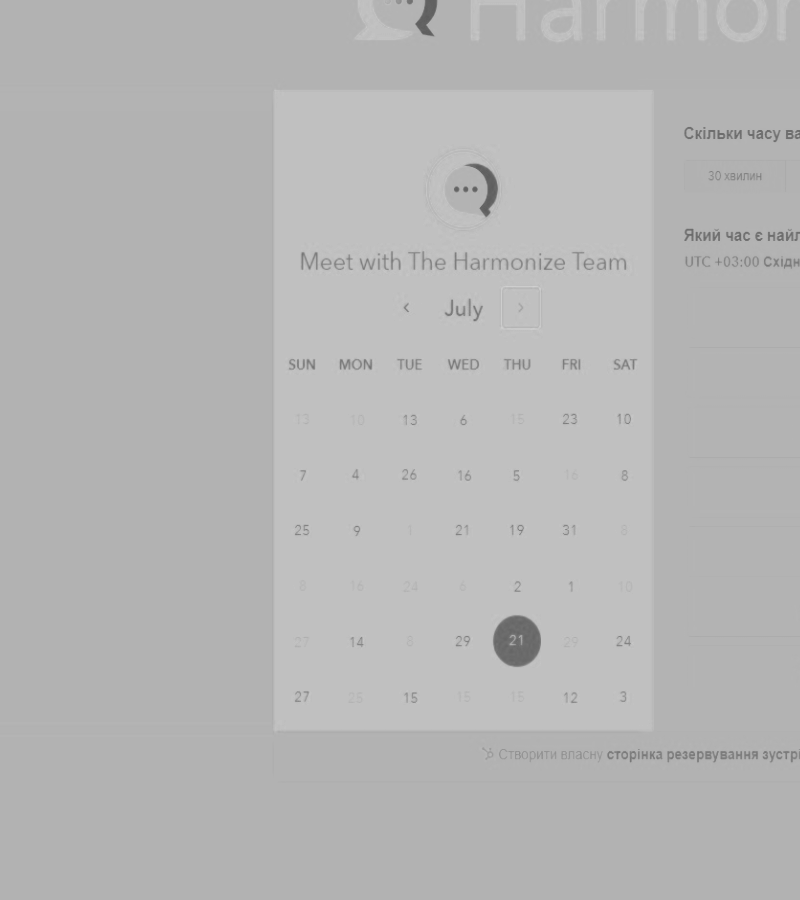 Harmon
Meet with The Harmonize Team
July
SUN MON TUE WED THU FRI SAT
13 10 13 6 15 23 10
7 4 26 16 5 16 8
25 9 1 21 19 31
8 16 24 6 2 1 10
27 14 8 29 21 29 24
27 25 15 15 15 12 3
Скільки часу ва
30 хвилин
Який час є найл
UTC +03:00 Східн
Створити власну сторінка резервування зустрі